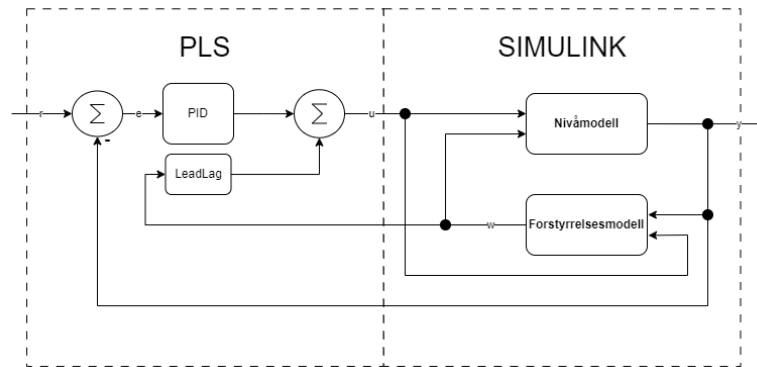 PLS
SIMULINK
r
Σ
-
e
PID
Σ
u
LeadLag
Nivåmodell
y
w
Forstyrrelsesmodell